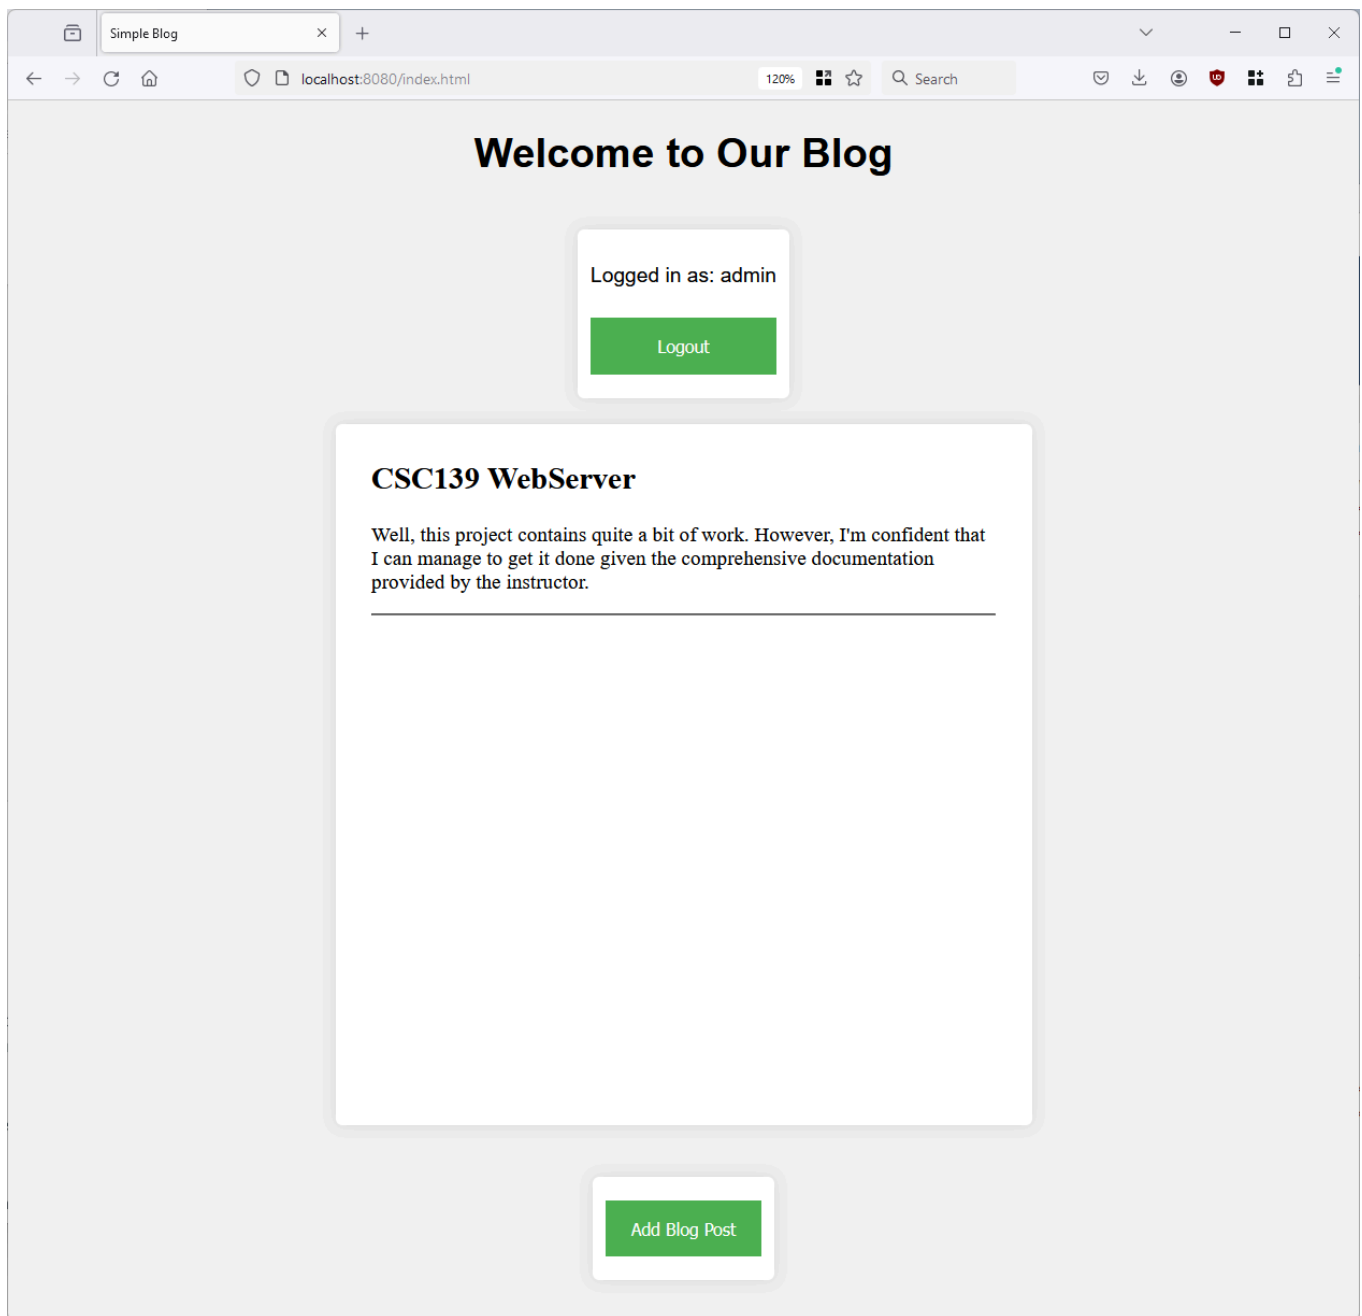 Simple Blog
localhost:8080/index.html
120%
Search
Welcome to Our Blog
Logged in as: admin
Logout
CSC139 WebServer
Well, this project contains quite a bit of work. However, I'm confident that
I can manage to get it done given the comprehensive documentation
provided by the instructor.
Add Blog Post